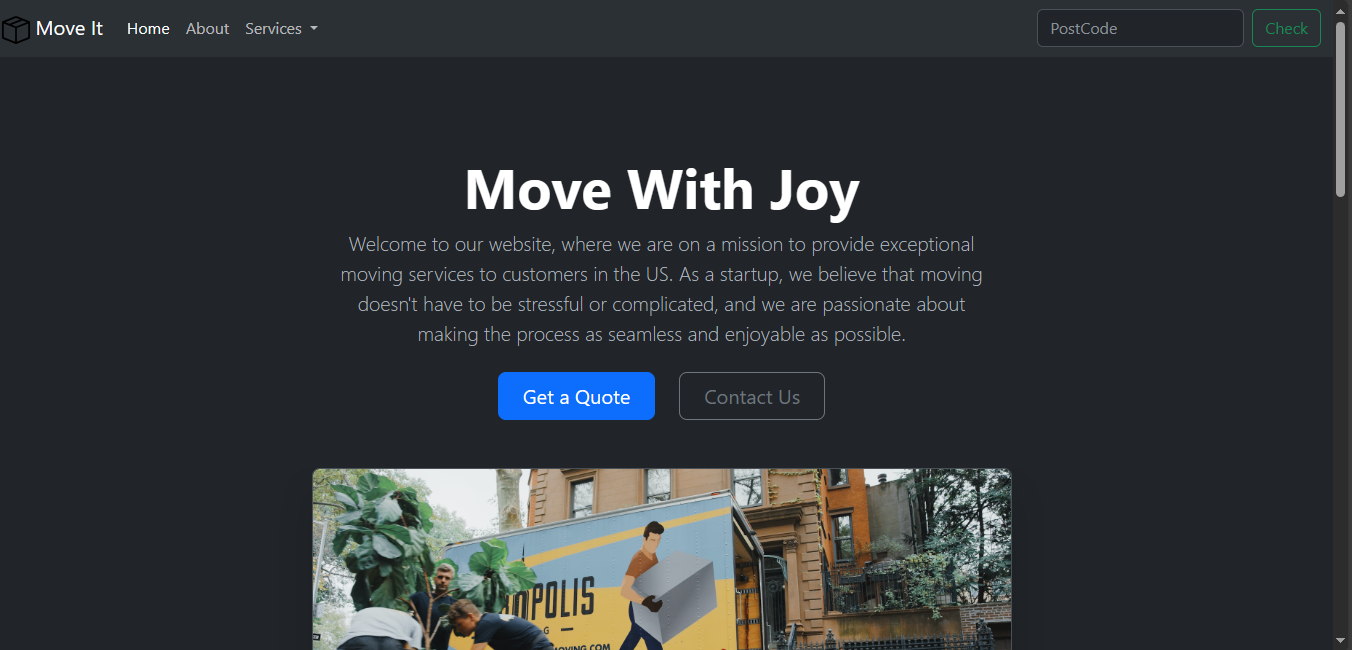 Move It Home About Services PostCode Check
Move With Joy
Welcome to our website, where we are on a mission to provide exceptional
moving services to customers in the US. As a startup, we believe that moving
doesn't have to be stressful or complicated, and we are passionate about
making the process as seamless and enjoyable as possible.
Get a Quote Contact Us
OPOLIS
G
MOVING.COM